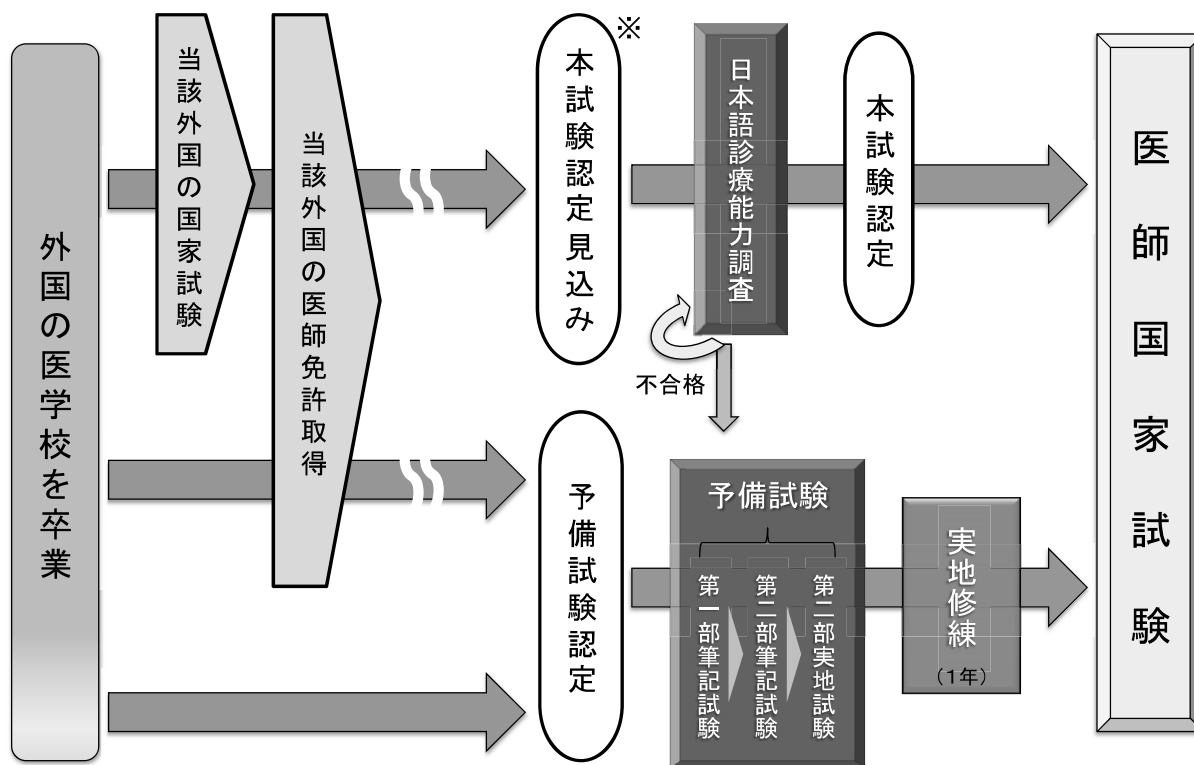 外国の医学校を卒業
当該外国の国家試験
当該外国の医師免許取得
本試験認定見込み
※
日本語診療能力調査
本試験認定
不合格
予備試験認定
予備試験
第一部筆記試験
第二部筆記試験
第二部実地試験
実地修練
(1年)
医師国家試験